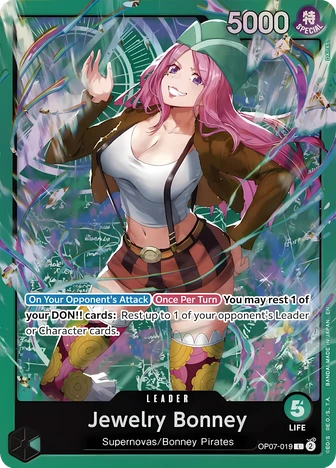 5000
特
SPECIAL
On Your Opponent's Attack Once Per Turn You may rest 1 of
your DON!! cards: Rest up to 1 of your opponent's Leader
or Character cards.
LEADER
Jewelry Bonney
Supernovas/Bonney Pirates
5
LIFE
OP07-019 L 2